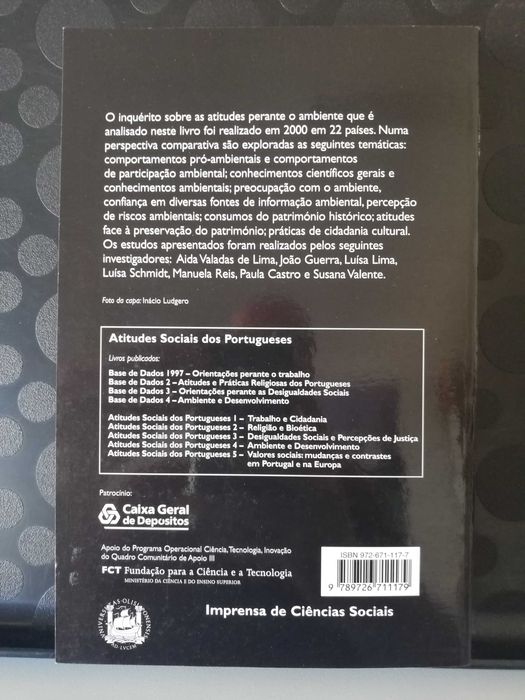 O inquérito sobre as atitudes perante o ambiente que é
analisado neste livro foi realizado em 2000 em 22 países. Numa
perspectiva comparativa são exploradas as seguintes temáticas:
comportamentos pró-ambientais e comportamentos
de participação ambiental; conhecimentos científicos gerais e
conhecimentos ambientais; preocupação com o ambiente,
confiança em diversas fontes de informação ambiental, percepção
de riscos ambientais; consumos do património histórico; atitudes
face à preservação do património; práticas de cidadania cultural.
Os estudos apresentados foram realizados pelos seguintes
investigadores: Aida Valadas de Lima, João Guerra, Luísa Lima,
Luísa Schmidt, Manuela Reis, Paula Castro e Susana Valente.
Foto da capa: Inácio Ludgero
Atitudes Sociais dos Portugueses
Livros publicados:
Base de Dados 1997 – Orientações perante o trabalho
Base de Dados 2 – Atitudes e Práticas Religiosas dos Portugueses
Base de Dados 3 – Orientações perante as Desigualdades Sociais
Base de Dados 4 – Ambiente e Desenvolvimento
Atitudes Sociais dos Portugueses 1 – Trabalho e Cidadania
Atitudes Sociais dos Portugueses 2 – Religião e Bioética
Atitudes Sociais dos Portugueses 3 – Desigualdades Sociais e Percepções de Justiça
Atitudes Sociais dos Portugueses 4 – Ambiente e Desenvolvimento
Atitudes Sociais dos Portugueses 5 – Valores sociais: mudanças e contrastes
em Portugal e na Europa
Patrocínio:
Caixa Geral
de Depositos
Apoio do Programa Operacional Ciência, Tecnologia, Inovação
do Quadro Comunitário de Apoio III
FCT Fundação para a Ciência e a Tecnologia
MINISTÉRIO DA CIÊNCIA E DO ENSINO SUPERIOR
ISBN 972-671-117-7
9 789726 711179
UNIVERSITAS OLISIPONENSIS
AD LVCEM
Imprensa de Ciências Sociais